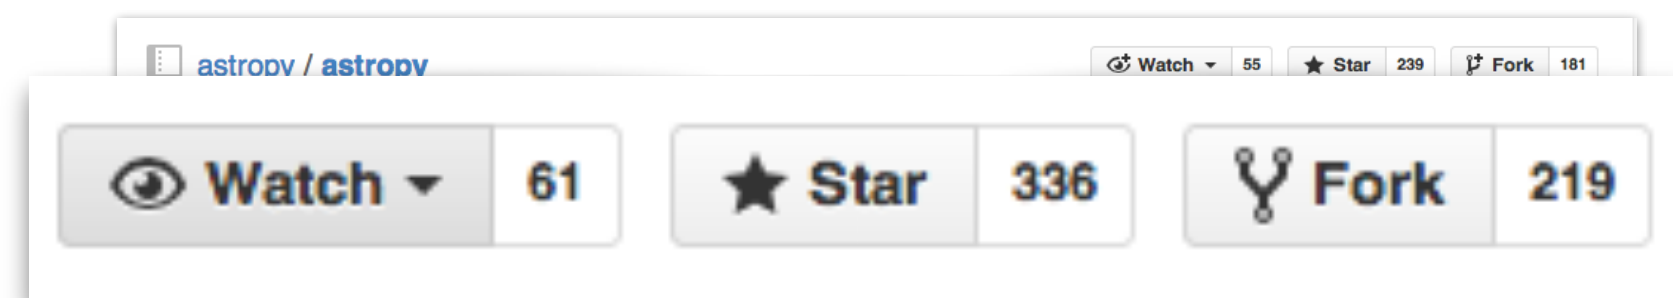 astropy / astropy Watch 55 Star 239 Fork 181
Watch 61 Star 336 Fork 219